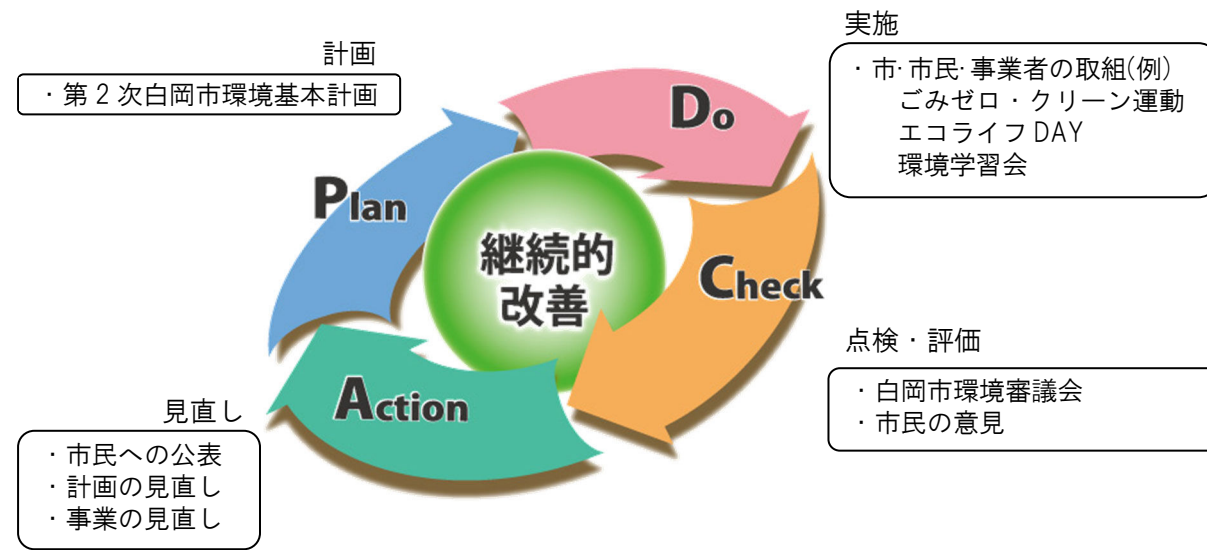 計画
・第２次白岡市環境基本計画
Plan
実施
・市・市民・事業者の取組(例)
ごみゼロ・クリーン運動
エコライフDAY
環境学習会
Do
継続的
改善
Check
点検・評価
・白岡市環境審議会
・市民の意見
Action
見直し
・市民への公表
・計画の見直し
・事業の見直し